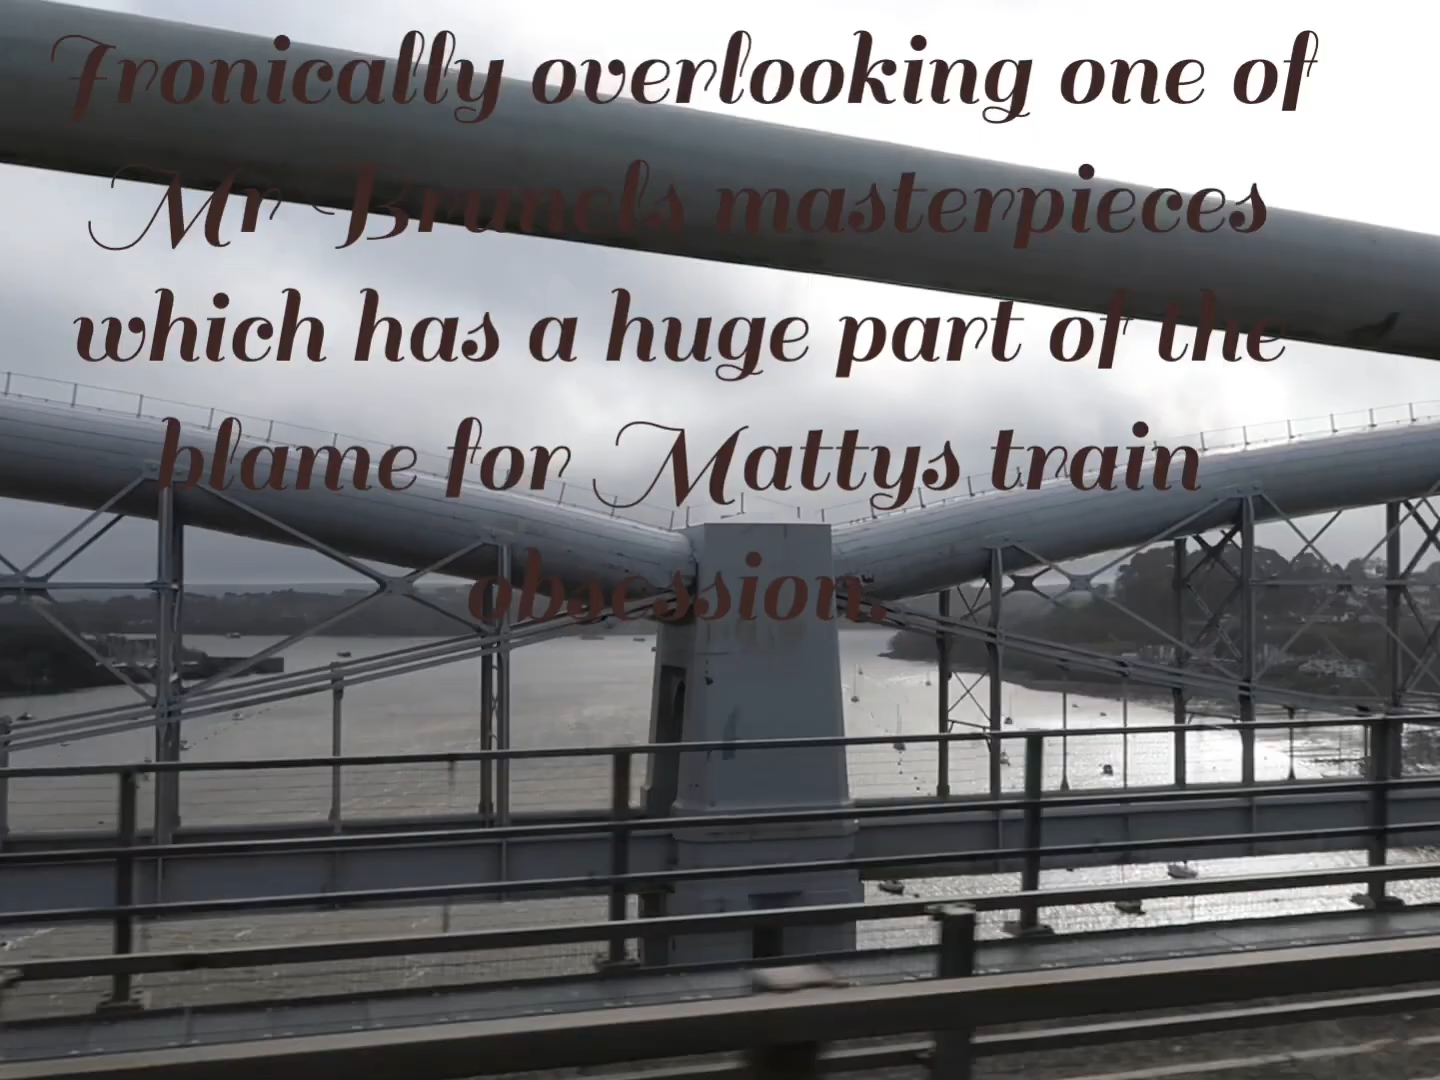 Ironically overlooking one of
Mr Brunels masterpieces
which has a huge part of the
blame for Mattys train
obsession.